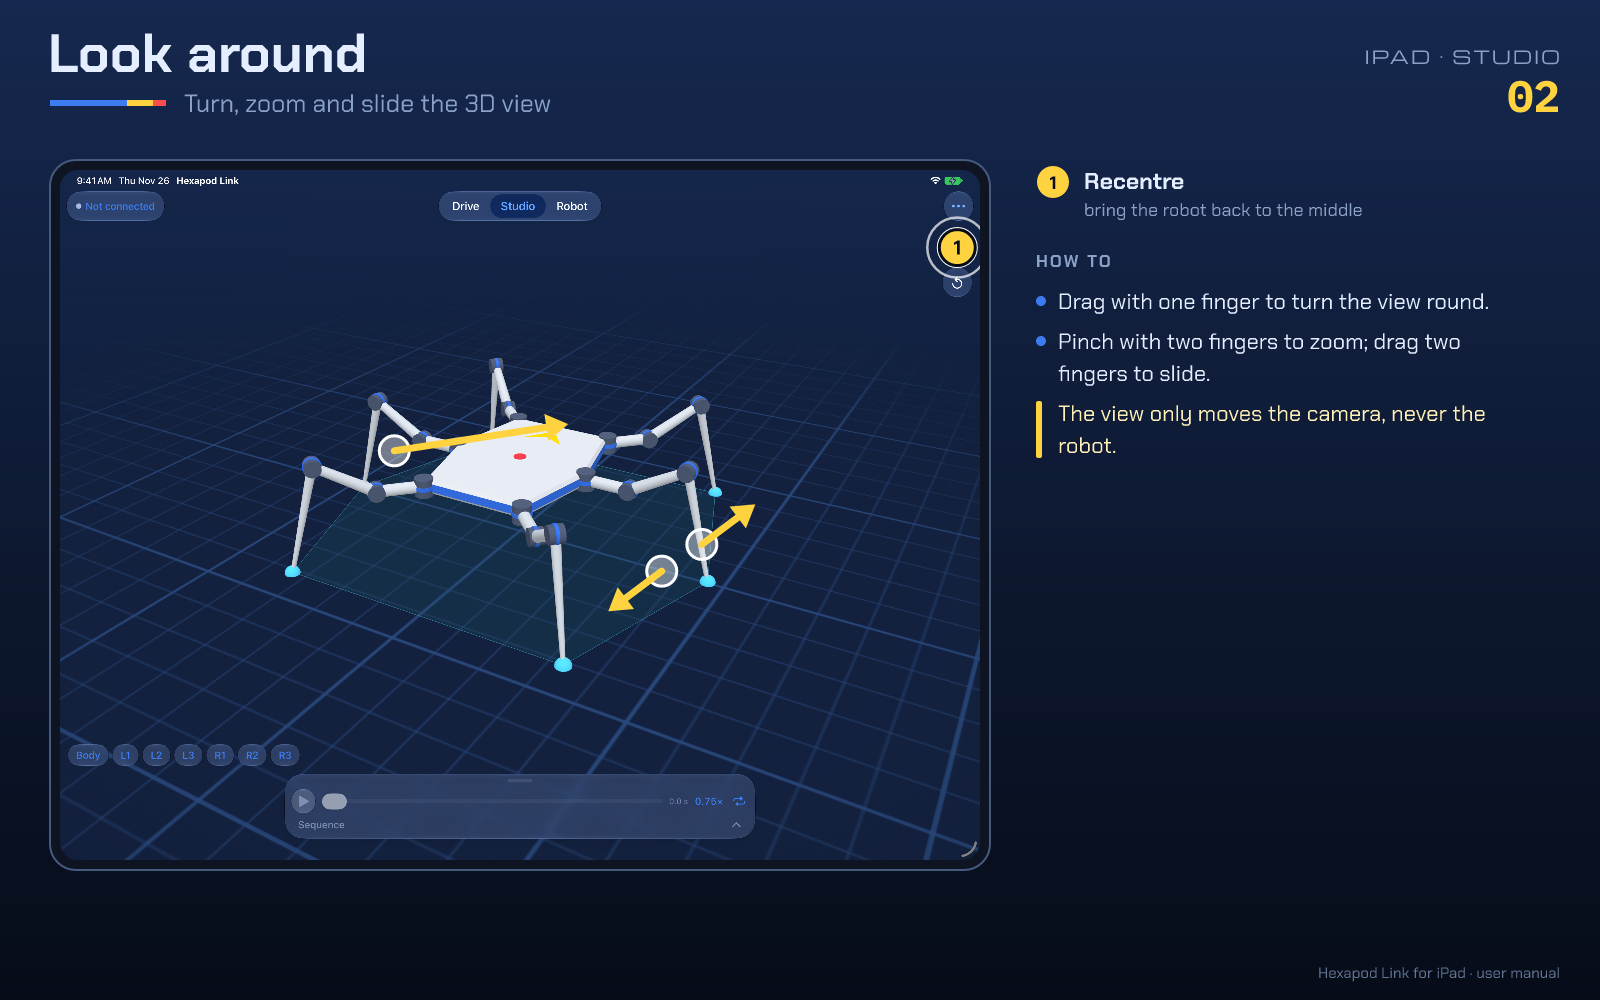 Look around
Turn, zoom and slide the 3D view
IPAD · STUDIO
02
9:41 AM Thu Nov 26 Hexapod Link
Not connected
Drive Studio Robot
1
Body L1 L2 L3 R1 R2 R3
0.0 s 0.75×
Sequence
1 Recentre
bring the robot back to the middle
HOW TO
Drag with one finger to turn the view round.
Pinch with two fingers to zoom; drag two
fingers to slide.
The view only moves the camera, never the
robot.
Hexapod Link for iPad · user manual